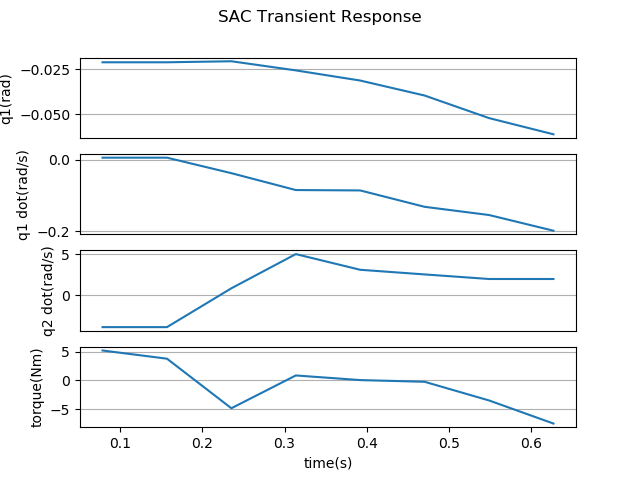 SAC Transient Response
q1(rad)
−0.025
−0.050
q1 dot(rad/s)
0.0
−0.2
q2 dot(rad/s)
5
0
torque(Nm)
5
0
−5
0.1 0.2 0.3 0.4 0.5 0.6
time(s)